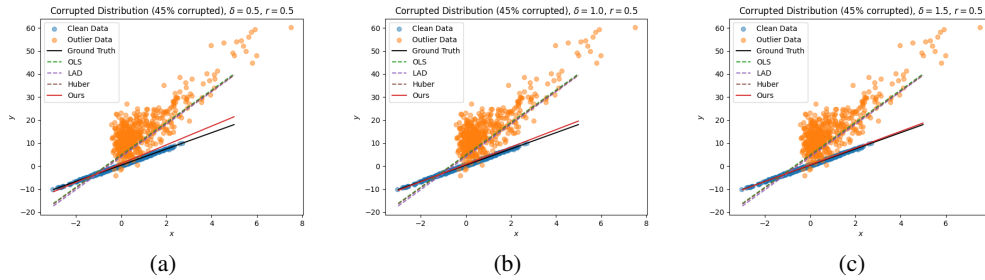 Corrupted Distribution (45% corrupted), δ = 0.5, r = 0.5
Clean Data
Outlier Data
Ground Truth
OLS
LAD
Huber
Ours
60
50
40
30
20
10
0
−10
−20
y
−2
0
2
4
6
8
x
(a)
Corrupted Distribution (45% corrupted), δ = 1.0, r = 0.5
Clean Data
Outlier Data
Ground Truth
OLS
LAD
Huber
Ours
60
50
40
30
20
10
0
−10
−20
y
−2
0
2
4
6
8
x
(b)
Corrupted Distribution (45% corrupted), δ = 1.5, r = 0.5
Clean Data
Outlier Data
Ground Truth
OLS
LAD
Huber
Ours
60
50
40
30
20
10
0
−10
−20
y
−2
0
2
4
6
x
(c)